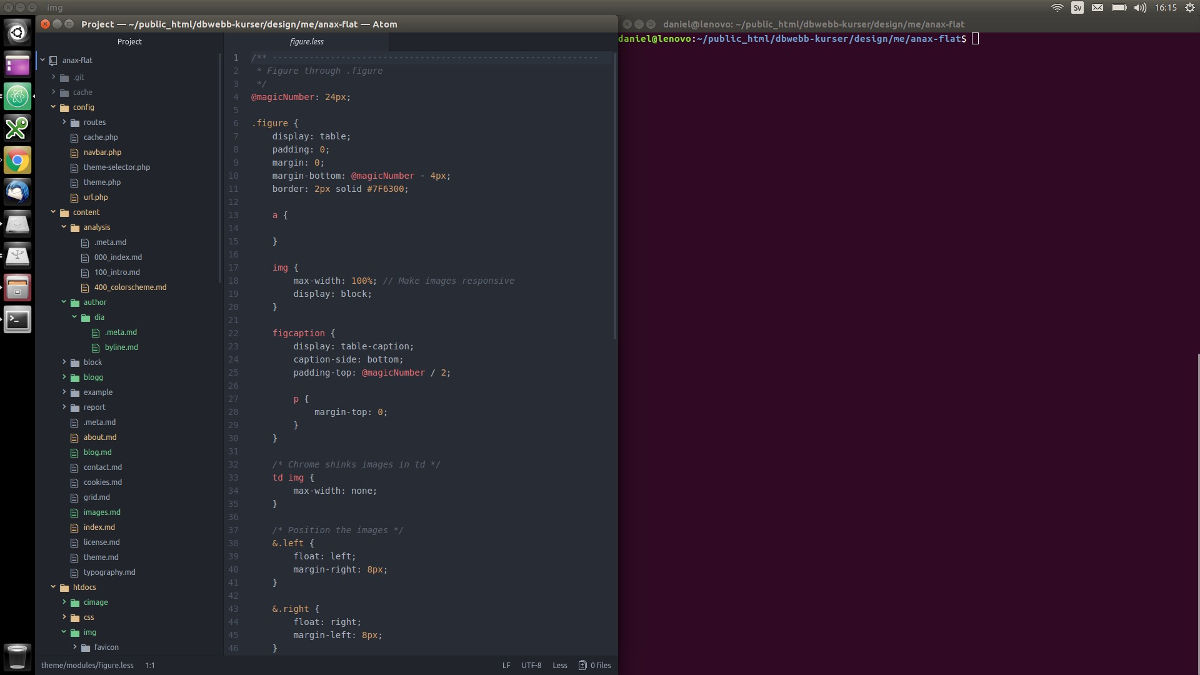 img
Sv
16:15
Project — ~/public_html/dbwebb-kurser/design/me/anax-flat — Atom
daniel@lenovo: ~/public_html/dbwebb-kurser/design/me/anax-flat
Project
anax-flat
.git
cache
config
routes
cache.php
navbar.php
theme-selector.php
theme.php
url.php
content
analysis
.meta.md
000_index.md
100_intro.md
400_colorscheme.md
author
dia
.meta.md
byline.md
block
blogg
example
report
.meta.md
about.md
blog.md
contact.md
cookies.md
grid.md
images.md
index.md
license.md
theme.md
typography.md
htdocs
cimage
css
img
favicon
figure.less
1 /** --------------------------------------------------------------
2 * Figure through .figure
3 */
4 @magicNumber: 24px;
5
6 .figure {
7 display: table;
8 padding: 0;
9 margin: 0;
10 margin-bottom: @magicNumber - 4px;
11 border: 2px solid #7F6300;
12
13 a {
14
15 }
16
17 img {
18 max-width: 100%; // Make images responsive
19 display: block;
20 }
21
22 figcaption {
23 display: table-caption;
24 caption-side: bottom;
25 padding-top: @magicNumber / 2;
26
27 p {
28 margin-top: 0;
29 }
30 }
31
32 /* Chrome shinks images in td */
33 td img {
34 max-width: none;
35 }
36
37 /* Position the images */
38 &.left {
39 float: left;
40 margin-right: 8px;
41 }
42
43 &.right {
44 float: right;
45 margin-left: 8px;
46 }
theme/modules/figure.less 1:1
LF UTF-8 Less 0 files
daniel@lenovo:~/public_html/dbwebb-kurser/design/me/anax-flat$